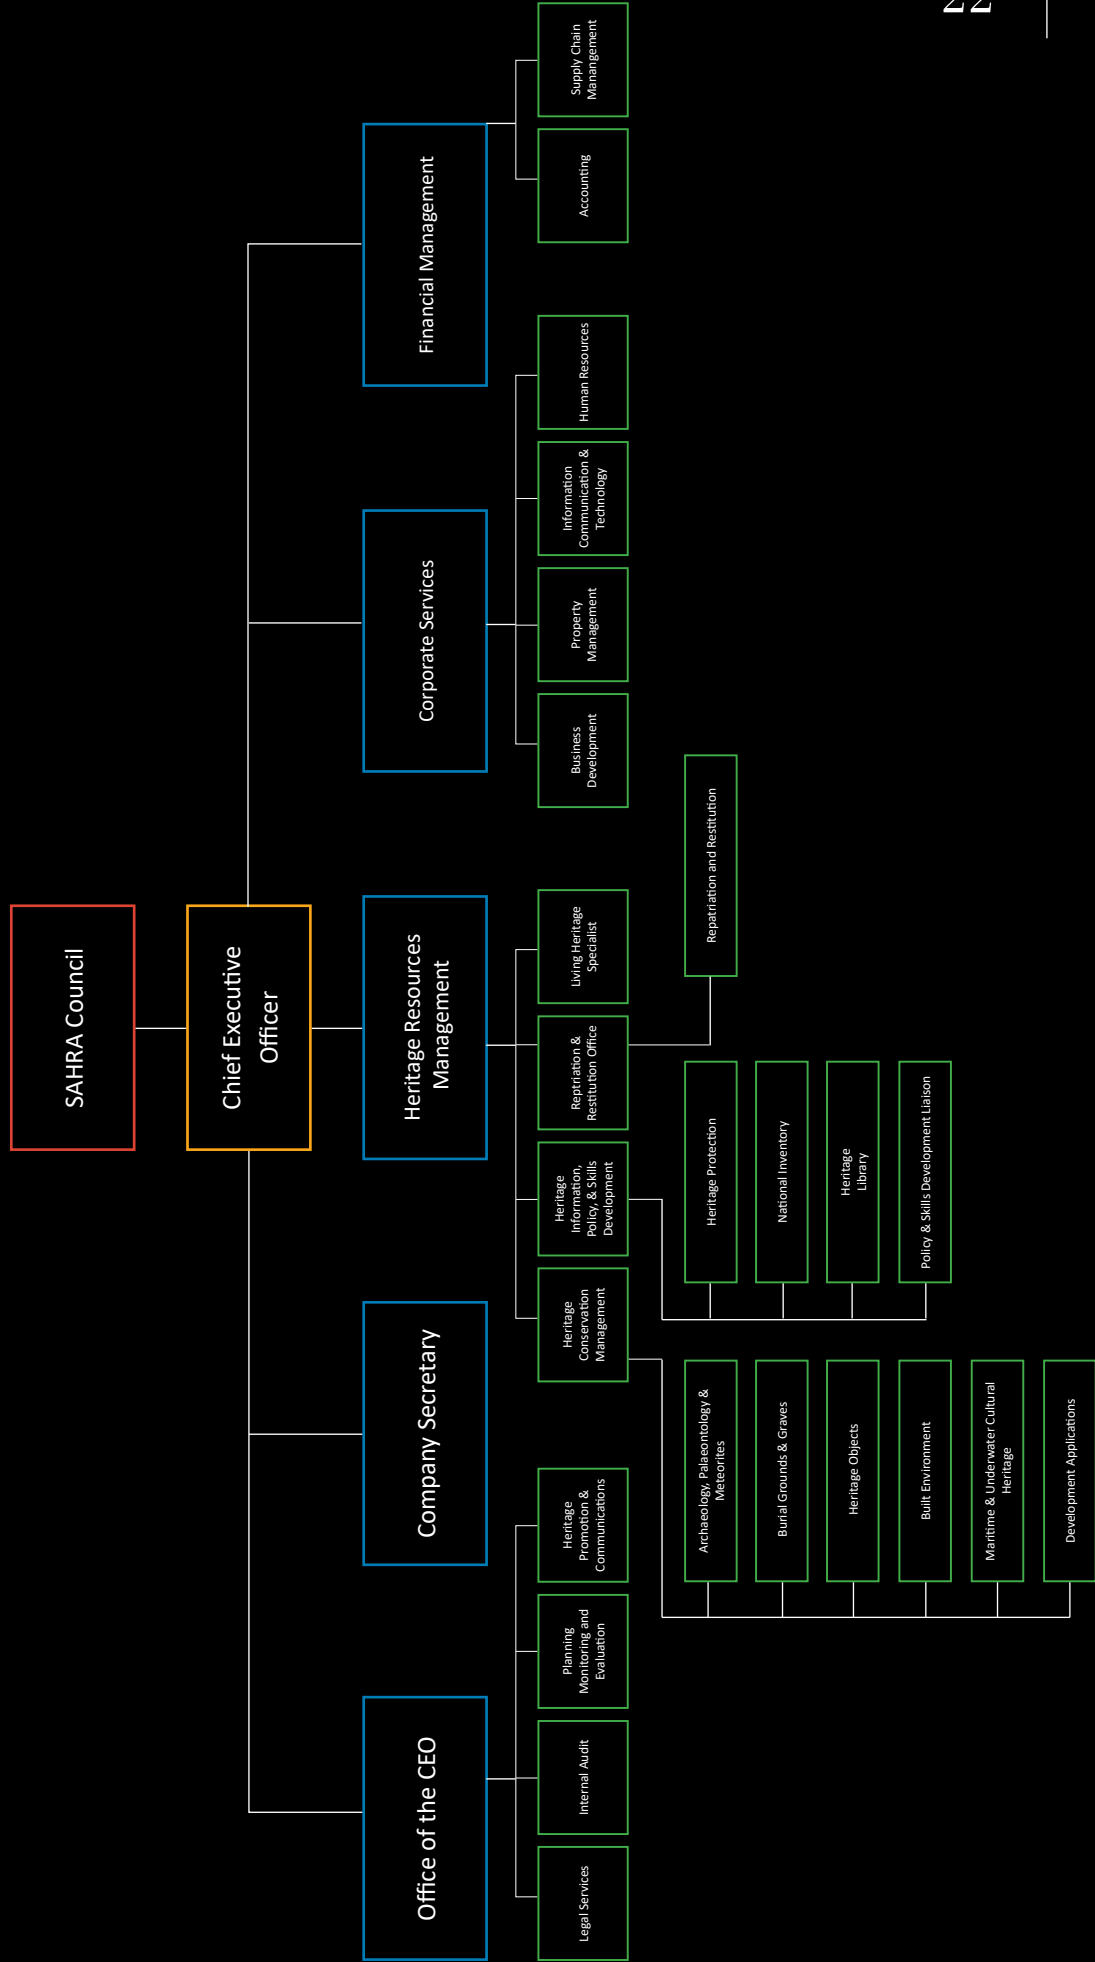 SAHRA Council
Chief Executive
Officer
Office of the CEO
Company Secretary
Heritage Resources
Management
Corporate Services
Financial Management
Legal Services
Internal Audit
Planning
Monitoring and
Evaluation
Heritage
Promotion &
Communications
Heritage
Conservation
Management
Heritage
Information,
Policy, & Skills
Development
Reptriation &
Restitution Office
Living Heritage
Specialist
Business
Development
Property
Management
Information
Communication &
Technology
Human Resources
Accounting
Supply Chain
Manangement
Archaeology, Palaeontology &
Meteorites
Burial Grounds & Graves
Heritage Objects
Built Environment
Maritime & Underwater Cultural
Heritage
Development Applications
Heritage Protection
National Inventory
Heritage
Library
Policy & Skills Development Liaison
Repatriation and Restitution
22